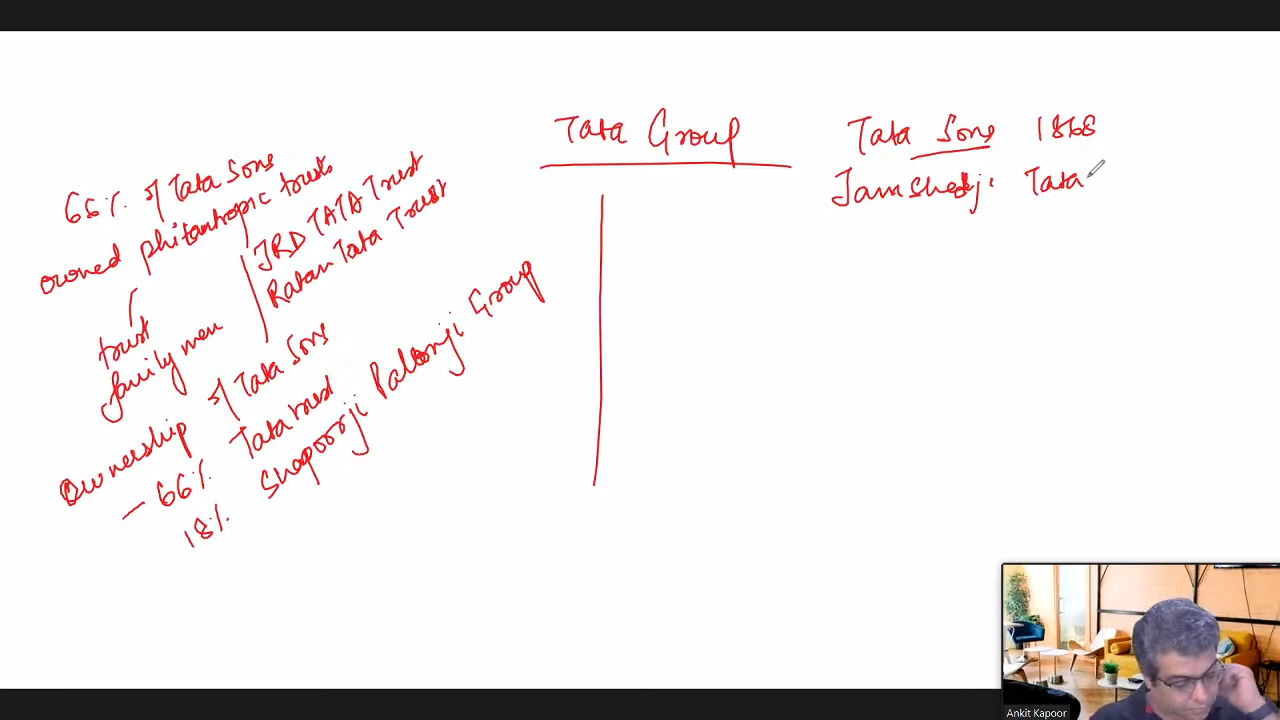 Tata Group
Tata Sons 1868
Jamshedji Tata
66% of Tata Sons
owned philantropic trusts
JRD TATA Trust
Ratan Tata Trust
trust
family men
Ownership of Tata Sons
- 66% Tata trust
18% Shapoorji Pallonji Group
Ankit Kapoor